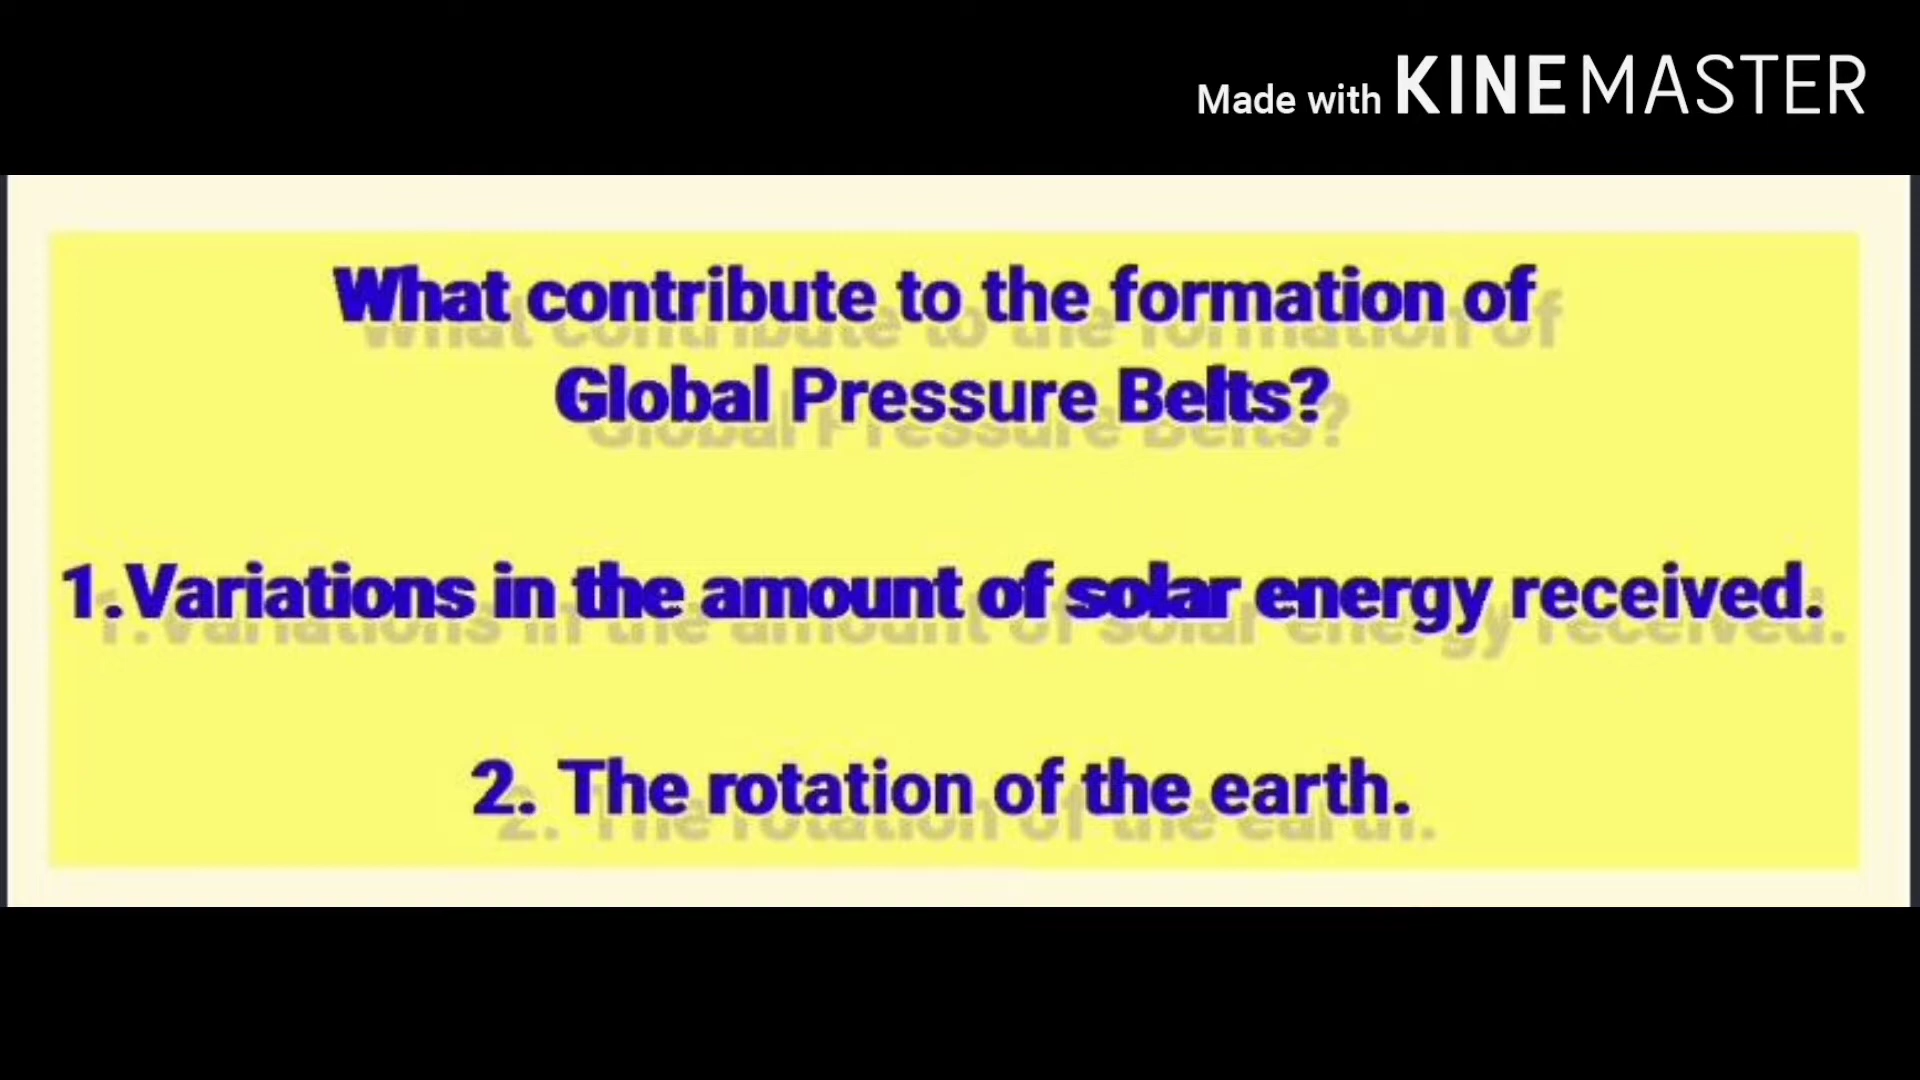 Made with KINEMASTER
What contribute to the formation of
Global Pressure Belts?
1.Variations in the amount of solar energy received.
2. The rotation of the earth.